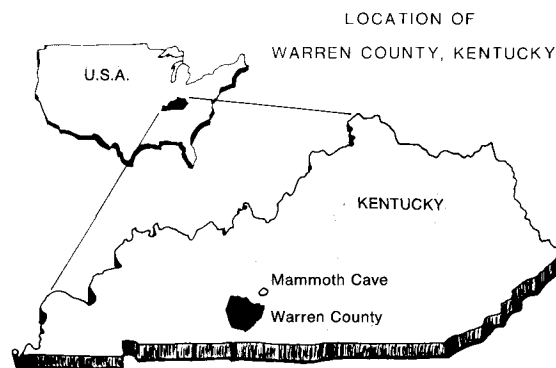 LOCATION OF
WARREN COUNTY, KENTUCKY
U.S.A.
KENTUCKY
Mammoth Cave
Warren County